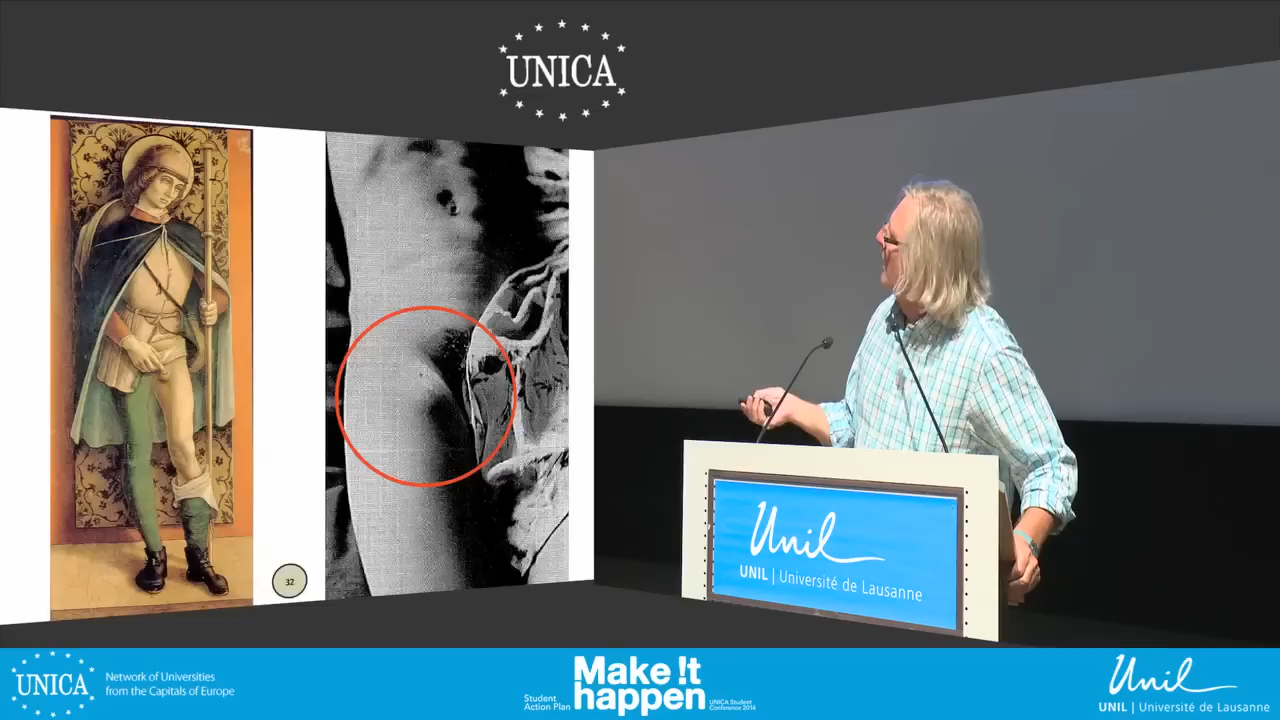 UNICA
32
Unil
UNIL | Université de Lausanne
UNICA
Network of Universities
from the Capitals of Europe
Student
Action Plan
Make !t
happen
UNICA Student
Conference 2016
Unil
UNIL | Université de Lausanne